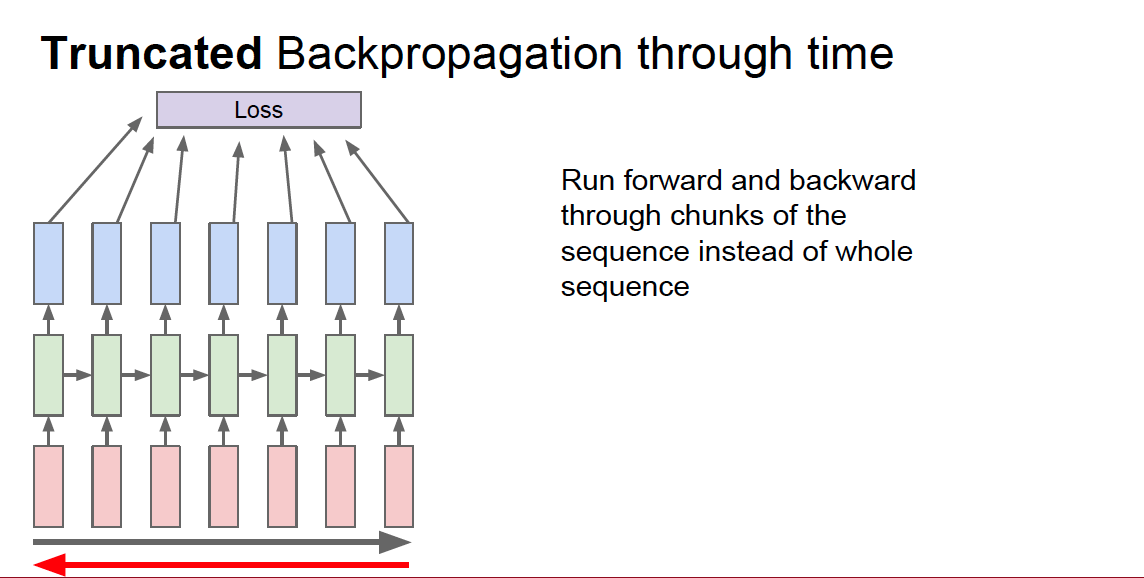 Truncated Backpropagation through time
Loss
Run forward and backward
through chunks of the
sequence instead of whole
sequence